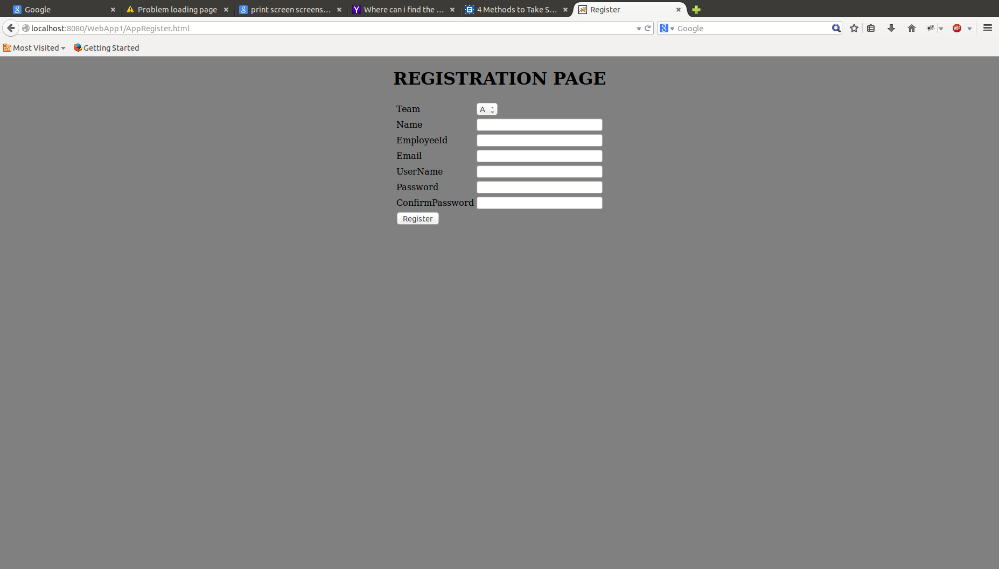 Google
Problem loading page
print screen screens...
Where can i find the ...
4 Methods to Take S...
Register
localhost:8080/WebApp1/AppRegister.html
Google
ABP
Most Visited
Getting Started
REGISTRATION PAGE
Team A
Name
EmployeeId
Email
UserName
Password
ConfirmPassword
Register